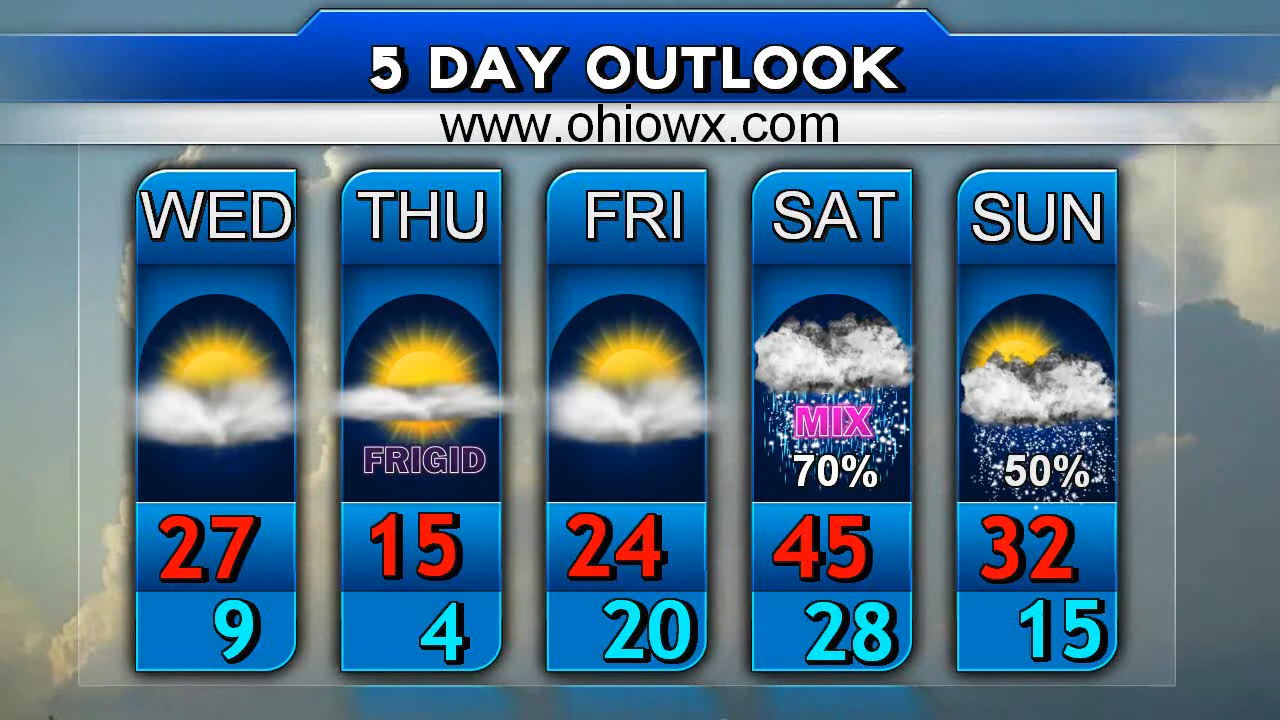 5 DAY OUTLOOK
www.ohiowx.com
WED THU FRI SAT SUN
MIX
FRIGID
70% 50%
27 15 24 45 32
9 4 20 28 15